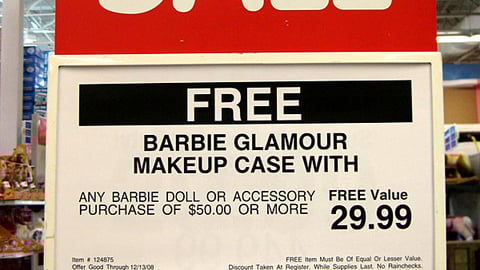 SALE
FREE
BARBIE GLAMOUR
MAKEUP CASE WITH
ANY BARBIE DOLL OR ACCESSORY
PURCHASE OF $50.00 OR MORE
FREE Value
29.99
Item # 124875
Offer Good Through 12/13/08
FREE Item Must Be Of Equal Or Lesser Value.
Discount Taken At Register. While Supplies Last. No Rainchecks.